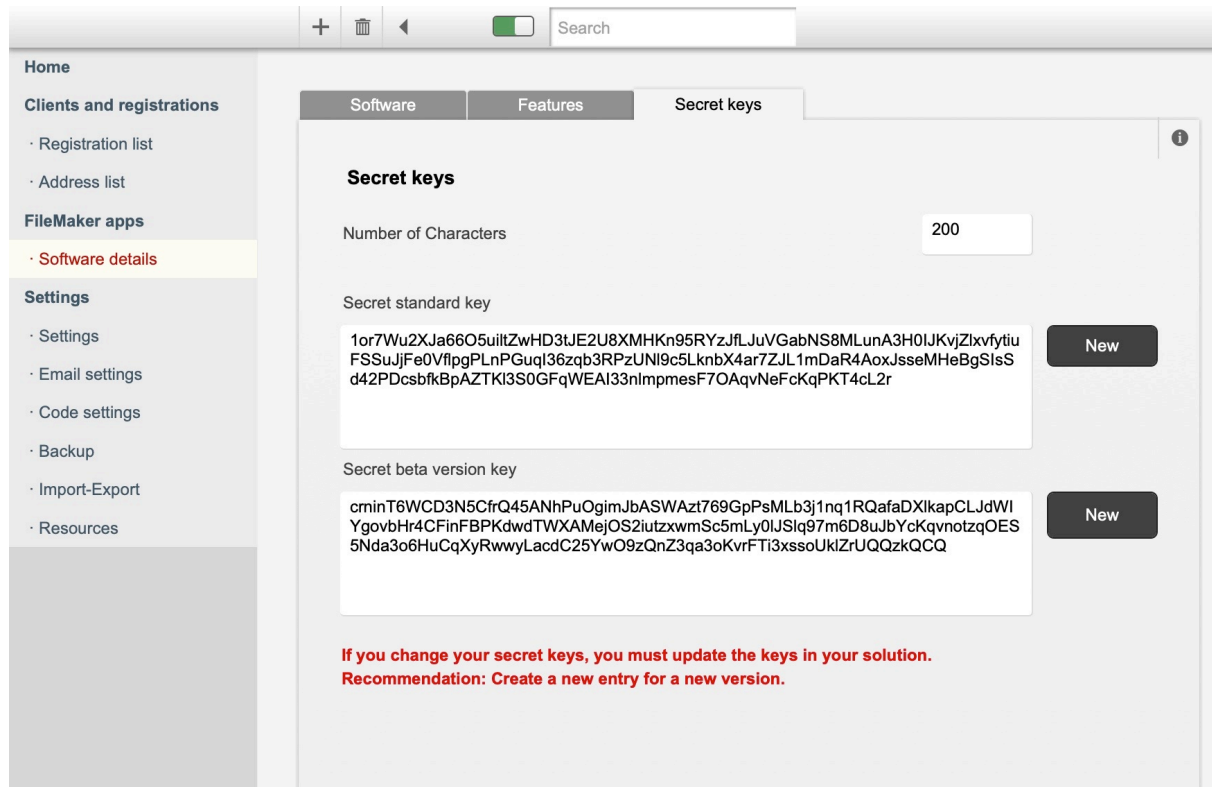 Search
Home
Clients and registrations
· Registration list
· Address list
FileMaker apps
· Software details
Settings
· Settings
· Email settings
· Code settings
· Backup
· Import-Export
· Resources
Software
Features
Secret keys
Secret keys
Number of Characters
200
Secret standard key
1or7Wu2XJa66O5uiltZwHD3tJE2U8XMHKn95RYzJfLJuVGabNS8MLunA3H0IJKvjZlxvfytiu
FSSuJjFe0VflpgPLnPGuqI36zqb3RPzUNl9c5LknbX4ar7ZJL1mDaR4AoxJsseMHeBgSIsS
d42PDcsbfkBpAZTKl3S0GFqWEAI33nlmpmesF7OAqvNeFcKqPKT4cL2r
New
Secret beta version key
crninT6WCD3N5CfrQ45ANhPuOgimJbASWAzt769GpPsMLb3j1nq1RQafaDXlkapCLJdWI
YgovbHr4CFinFBPKdwdTWXAMejOS2iutzxwmSc5mLy0lJSlq97m6D8uJbYcKqvnotzqOES
5Nda3o6HuCqXyRwwyLacdC25YwO9zQnZ3qa3oKvrFTi3xssoUklZrUQQzkQCQ
New
If you change your secret keys, you must update the keys in your solution.
Recommendation: Create a new entry for a new version.